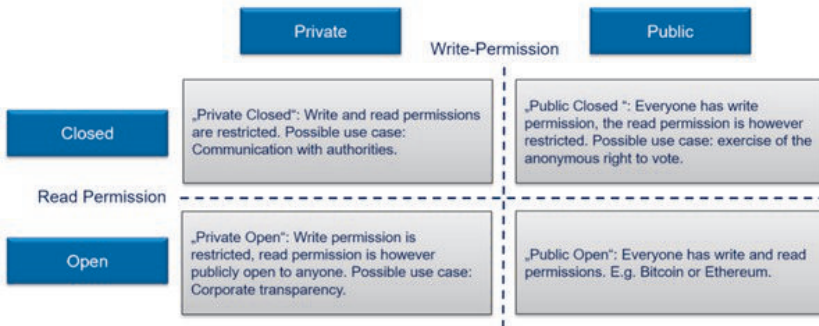 Private
Write-Permission
Public
Closed
„Private Closed“: Write and read permissions
are restricted. Possible use case:
Communication with authorities.
„Public Closed “: Everyone has write
permission, the read permission is however
restricted. Possible use case: exercise of the
anonymous right to vote.
Read Permission
Open
„Private Open“: Write permission is
restricted, read permission is however
publicly open to anyone. Possible use case:
Corporate transparency.
„Public Open“: Everyone has write and read
permissions. E.g. Bitcoin or Ethereum.